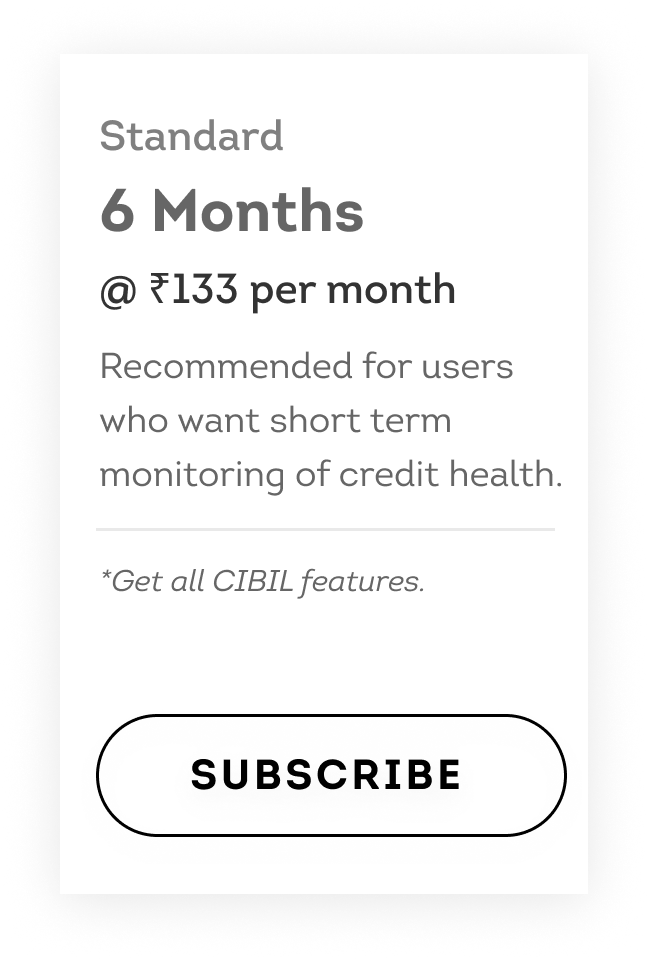 Standard
6 Months
@ ₹133 per month
Recommended for users
who want short term
monitoring of credit health.
*Get all CIBIL features.
SUBSCRIBE